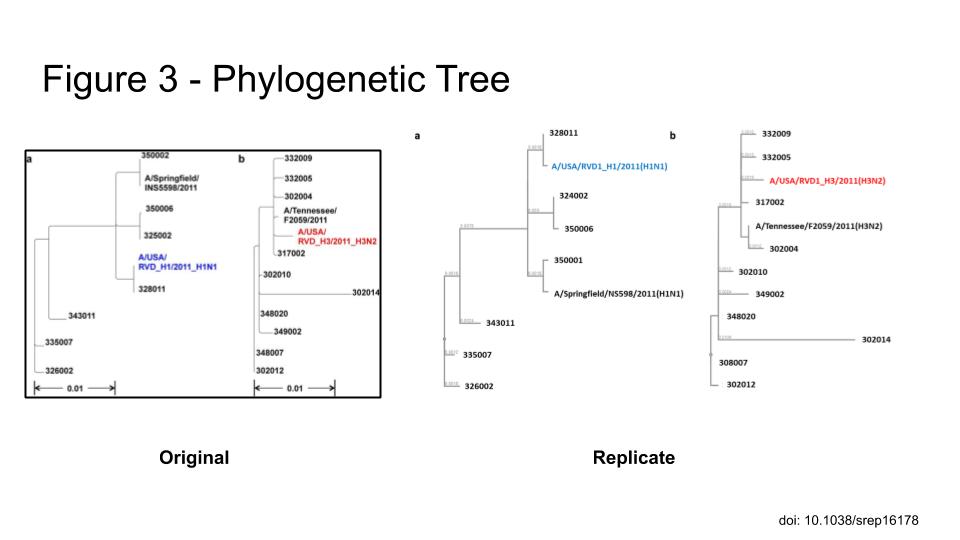 Figure 3 - Phylogenetic Tree
a
350002
A/Springfield/
INS5598/2011
350006
325002
A/USA/
RVD_H1/2011_H1N1
328011
343011
335007
326002
0.01
b
332009
332005
302004
A/Tennessee/
F2059/2011
A/USA/
RVD_H3/2011_H3N2
317002
302010
302014
348020
349002
348007
302012
0.01
a
328011
A/USA/RVD1_H1/2011(H1N1)
324002
350006
350001
A/Springfield/NS598/2011(H1N1)
343011
335007
326002
b
332009
332005
A/USA/RVD1_H3/2011(H3N2)
317002
A/Tennessee/F2059/2011(H3N2)
302004
302010
349002
348020
302014
308007
302012
Original
Replicate
doi: 10.1038/srep16178